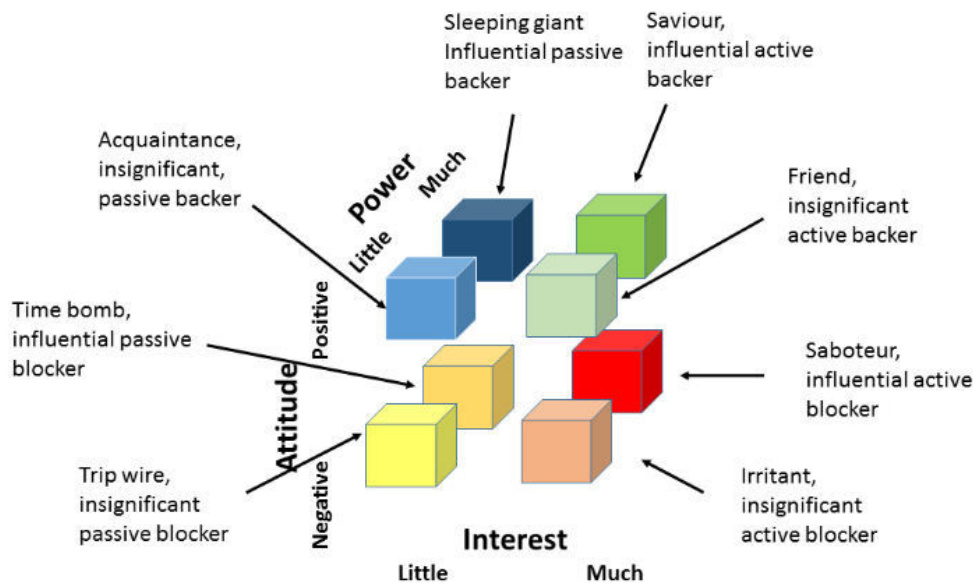 Sleeping giant
Influential passive
backer
Saviour,
influential active
backer
Acquaintance,
insignificant,
passive backer
Power
Much
Little
Friend,
insignificant
active backer
Time bomb,
influential passive
blocker
Positive
Attitude
Negative
Saboteur,
influential active
blocker
Trip wire,
insignificant
passive blocker
Irritant,
insignificant
active blocker
Interest
Little
Much